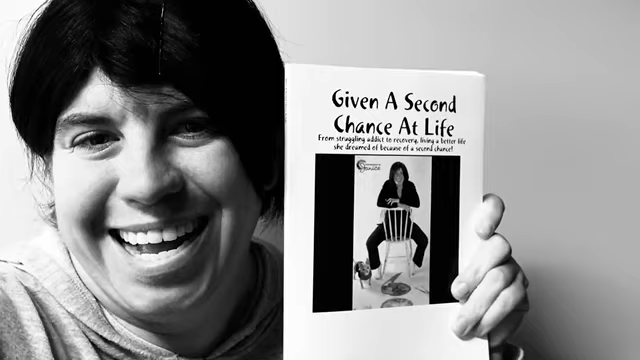 Given A Second
Chance At Life
From struggling addict to recovery, living a better life
she dreamed of because of a second chance!